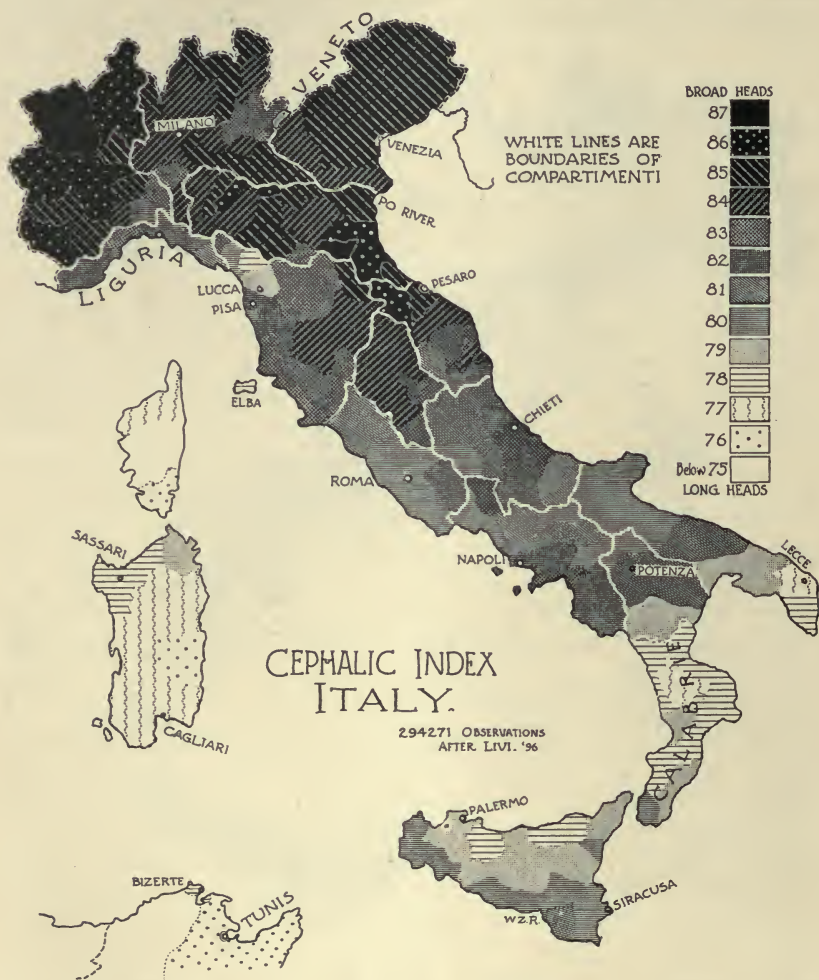 VENETO
MILANO
VENEZIA
PO RIVER
LIGURIA
LUCCA
PISA
PESARO
ELBA
CHIETI
ROMA
NAPOLI
POTENZA
LECCE
SASSARI
CAGLIARI
CALABRIE
PALERMO
SIRACUSA
W.Z.R.
BIZERTE
TUNIS
WHITE LINES ARE
BOUNDARIES OF
COMPARTIMENTI
BROAD HEADS
87
86
85
84
83
82
81
80
79
78
77
76
Below 75
LONG HEADS
CEPHALIC INDEX
ITALY.
294271 OBSERVATIONS
AFTER LIVI. '96